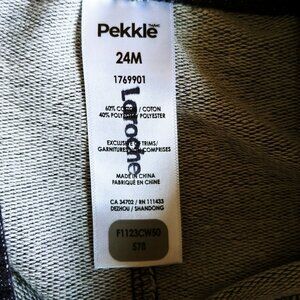 Pekkle
24M
1769901
60% COTTON / COTON
40% POLYESTER / POLYESTER
EXCLUSIVE OF TRIMS/
GARNITURES NON COMPRISES
Laroche
MADE IN CHINA
FABRIQUÉ EN CHINE
CA 34702 / RN 111433
DEZHOU / SHANDONG
F1123CW50
578